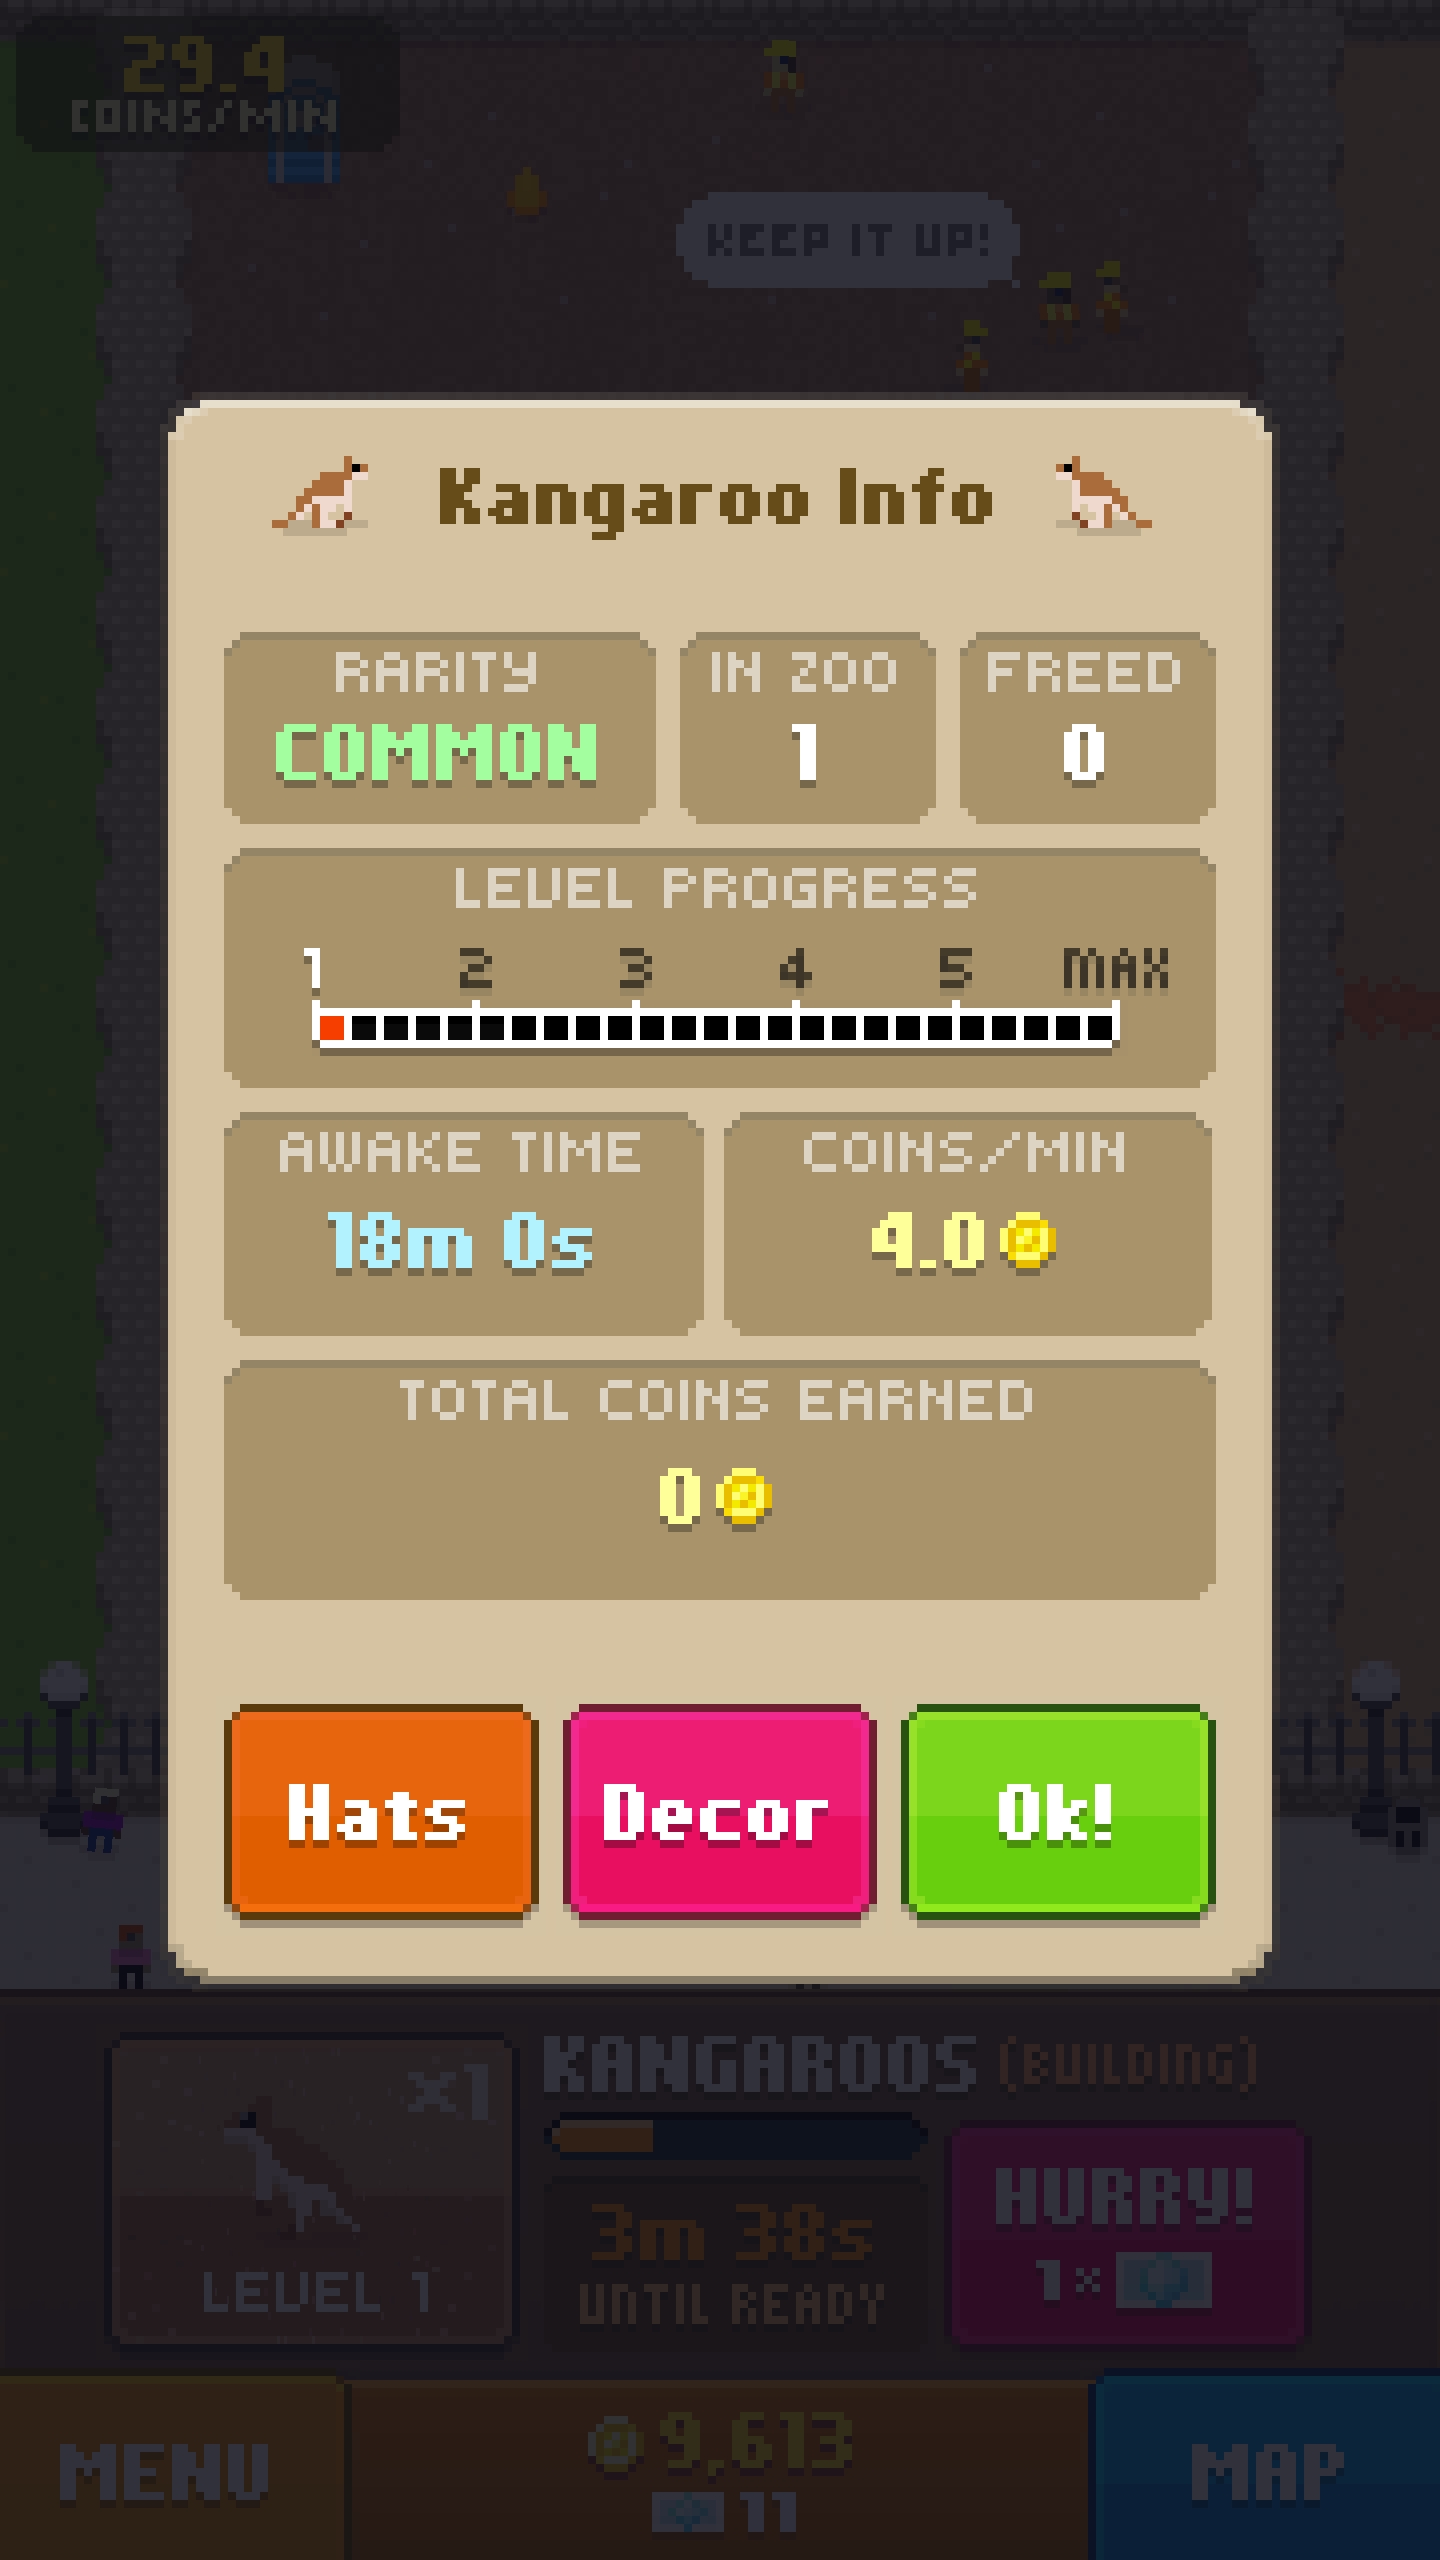 29.4
COINS/MIN
KEEP IT UP!
Kangaroo Info
RARITY IN ZOO FREED
COMMON 1 0
LEVEL PROGRESS
1 2 3 4 5 MAX
AWAKE TIME COINS/MIN
18m 0s 4.0
TOTAL COINS EARNED
0
Hats Decor Ok!
x1 KANGAROOS (BUILDING)
HURRY!
3m 38s
1x
LEVEL 1 UNTIL READY
MENU 9,613 MAP
11